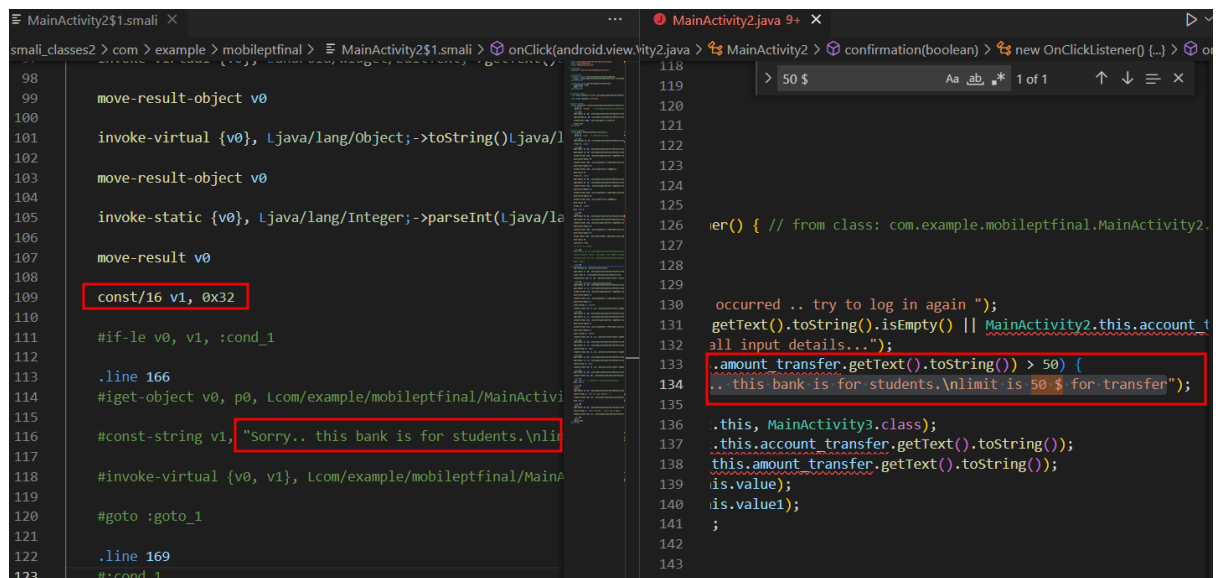 MainActivity2$1.smali
smali_classes2 > com > example > mobileptfinal > MainActivity2$1.smali > onClick(android.view.
98
99 move-result-object v0
100
101 invoke-virtual {v0}, Ljava/lang/Object;->toString()Ljava/l
102
103 move-result-object v0
104
105 invoke-static {v0}, Ljava/lang/Integer;->parseInt(Ljava/la
106
107 move-result v0
108
109 const/16 v1, 0x32
110
111 #if-le v0, v1, :cond_1
112
113 .line 166
114 #iget-object v0, p0, Lcom/example/mobileptfinal/MainActivi
115
116 #const-string v1, "Sorry.. this bank is for students.\nlim
117
118 #invoke-virtual {v0, v1}, Lcom/example/mobileptfinal/MainA
119
120 #goto :goto_1
121
122 .line 169
123 #:cond_1
MainActivity2.java 9+
vity2.java > MainActivity2 > confirmation(boolean) > new OnClickListener() {...} > on
50 $ Aa ab .* 1 of 1
118
119
120
121
122
123
124
125
126 ner() { // from class: com.example.mobileptfinal.MainActivity2.
127
128
129
130 occurred .. try to log in again ");
131 getText().toString().isEmpty() || MainActivity2.this.account_t
132 all input details...");
133 .amount_transfer.getText().toString()) > 50) {
134 .. this bank is for students.\nlimit is 50 $ for transfer");
135
136 .this, MainActivity3.class);
137 .this.account_transfer.getText().toString());
138 this.amount_transfer.getText().toString());
139 is.value);
140 is.value1);
141 ;
142
143